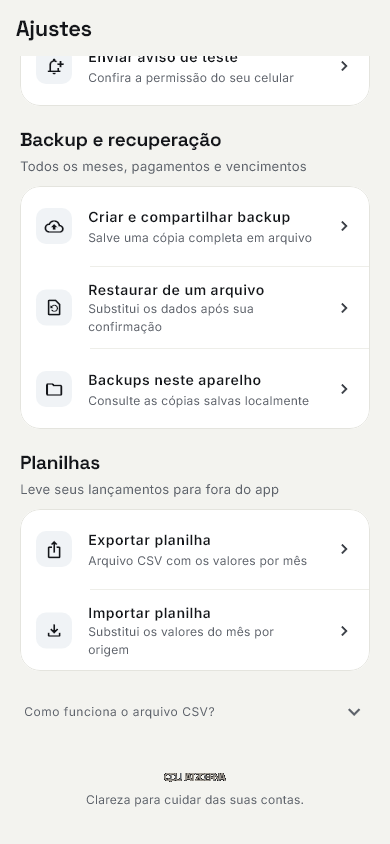 Ajustes
Enviar aviso de teste
Confira a permissão do seu celular
Backup e recuperação
Todos os meses, pagamentos e vencimentos
Criar e compartilhar backup
Salve uma cópia completa em arquivo
Restaurar de um arquivo
Substitui os dados após sua
confirmação
Backups neste aparelho
Consulte as cópias salvas localmente
Planilhas
Leve seus lançamentos para fora do app
Exportar planilha
Arquivo CSV com os valores por mês
Importar planilha
Substitui os valores do mês por
origem
Como funciona o arquivo CSV?
Clareza para cuidar das suas contas.